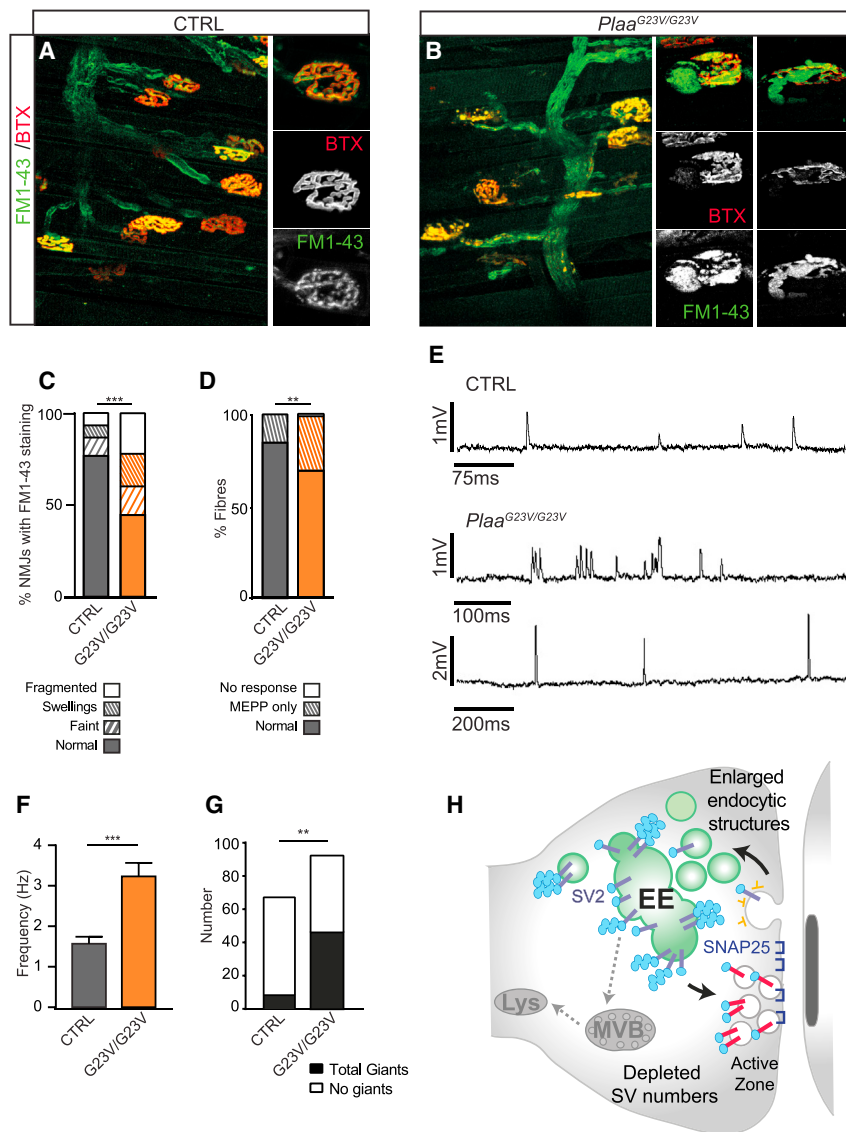 CTRL
Plaa G23V/G23V
FM1-43 /BTX
A
BTX
FM1-43
B
BTX
FM1-43
C
***
% NMJs with FM1-43 staining
100
50
0
CTRL
G23V/G23V
Fragmented
Swellings
Faint
Normal
D
**
% Fibres
100
50
0
CTRL
G23V/G23V
No response
MEPP only
Normal
E
CTRL
1mV
75ms
Plaa G23V/G23V
1mV
100ms
2mV
200ms
F
***
Frequency (Hz)
4
3
2
1
0
CTRL
G23V/G23V
G
**
Number
100
80
60
40
20
0
CTRL
G23V/G23V
Total Giants
No giants
H
Enlarged
endocytic
structures
SV2
EE
SNAP25
Lys
MVB
Depleted
SV numbers
Active
Zone